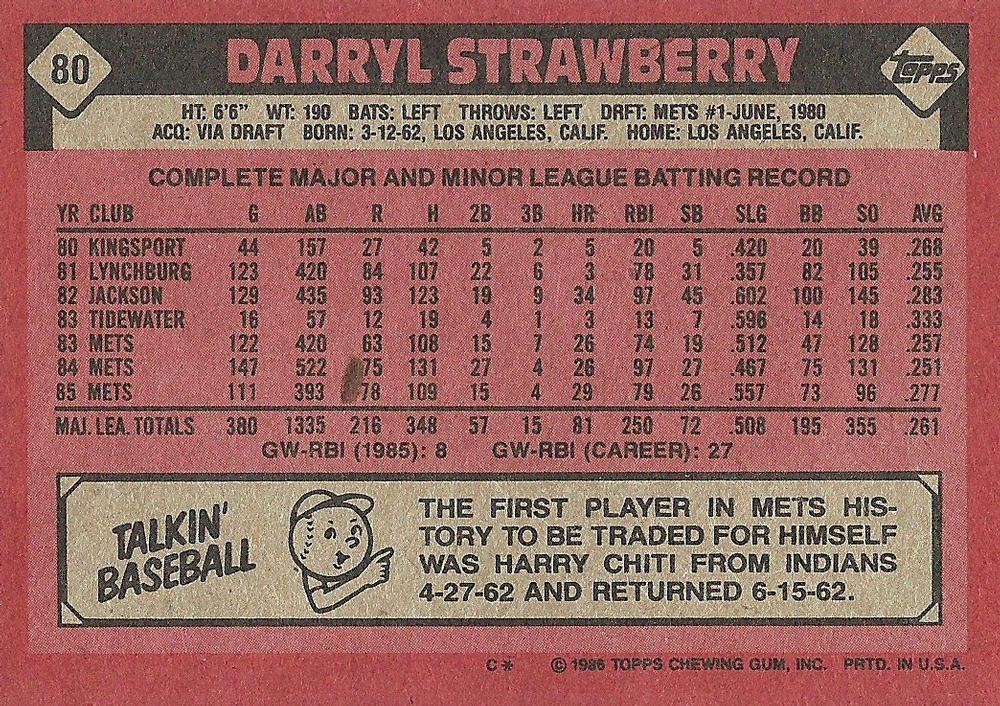 80 DARRYL STRAWBERRY TOPPS
HT: 6'6" WT: 190 BATS: LEFT THROWS: LEFT DRFT: METS #1-JUNE, 1980
ACQ: VIA DRAFT BORN: 3-12-62, LOS ANGELES, CALIF. HOME: LOS ANGELES, CALIF.
COMPLETE MAJOR AND MINOR LEAGUE BATTING RECORD
YR CLUB G AB R H 2B 3B HR RBI SB SLG BB SO AVG
80 KINGSPORT 44 157 27 42 5 2 5 20 5 .420 20 39 .268
81 LYNCHBURG 123 420 84 107 22 6 3 78 31 .357 82 105 .255
82 JACKSON 129 435 93 123 19 9 34 97 45 .602 100 145 .283
83 TIDEWATER 16 57 12 19 4 1 3 13 7 .596 14 18 .333
83 METS 122 420 63 108 15 7 26 74 19 .512 47 128 .257
84 METS 147 522 75 131 27 4 26 97 27 .467 75 131 .251
85 METS 111 393 78 109 15 4 29 79 26 .557 73 96 .277
MAJ. LEA. TOTALS 380 1335 216 348 57 15 81 250 72 .508 195 355 .261
GW-RBI (1985): 8 GW-RBI (CAREER): 27
TALKIN'
BASEBALL
THE FIRST PLAYER IN METS HIS-
TORY TO BE TRADED FOR HIMSELF
WAS HARRY CHITI FROM INDIANS
4-27-62 AND RETURNED 6-15-62.
C* © 1986 TOPPS CHEWING GUM, INC. PRTD. IN U.S.A.